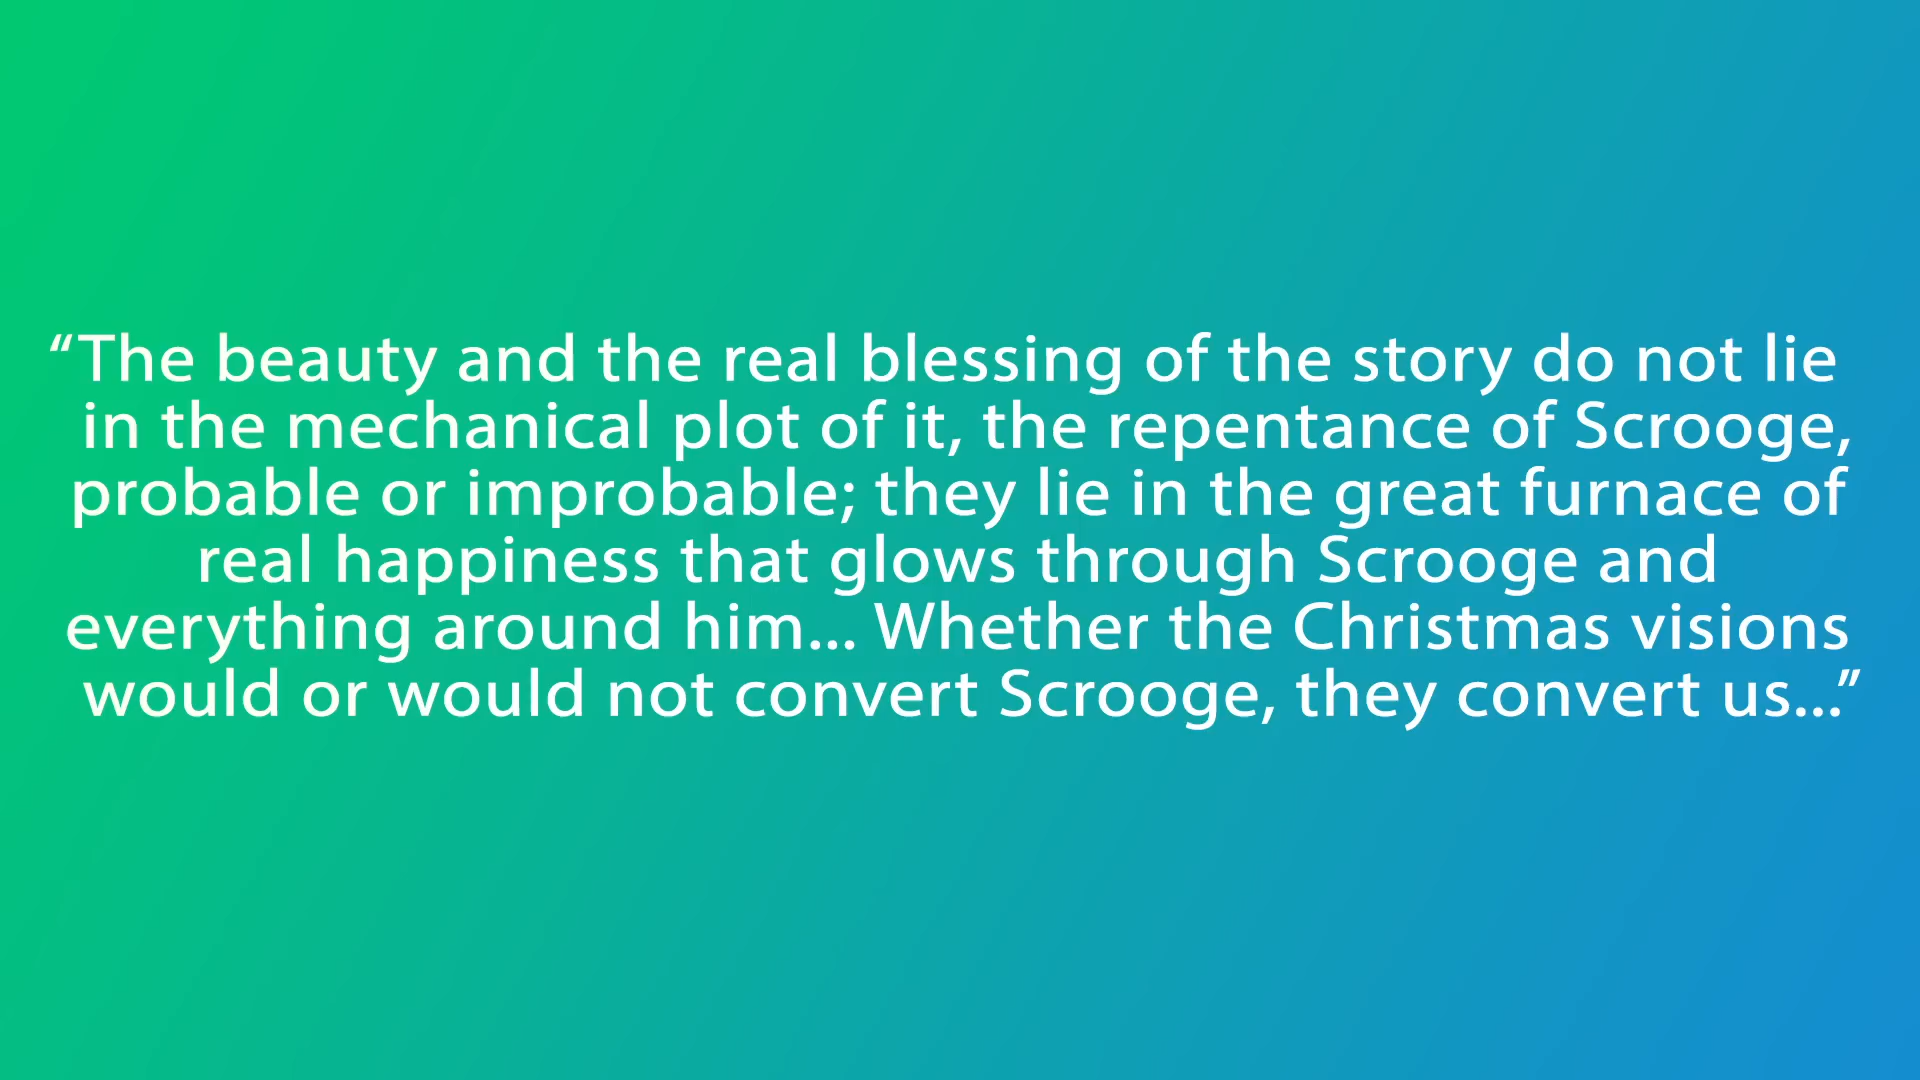 “The beauty and the real blessing of the story do not lie
in the mechanical plot of it, the repentance of Scrooge,
probable or improbable; they lie in the great furnace of
real happiness that glows through Scrooge and
everything around him... Whether the Christmas visions
would or would not convert Scrooge, they convert us...”